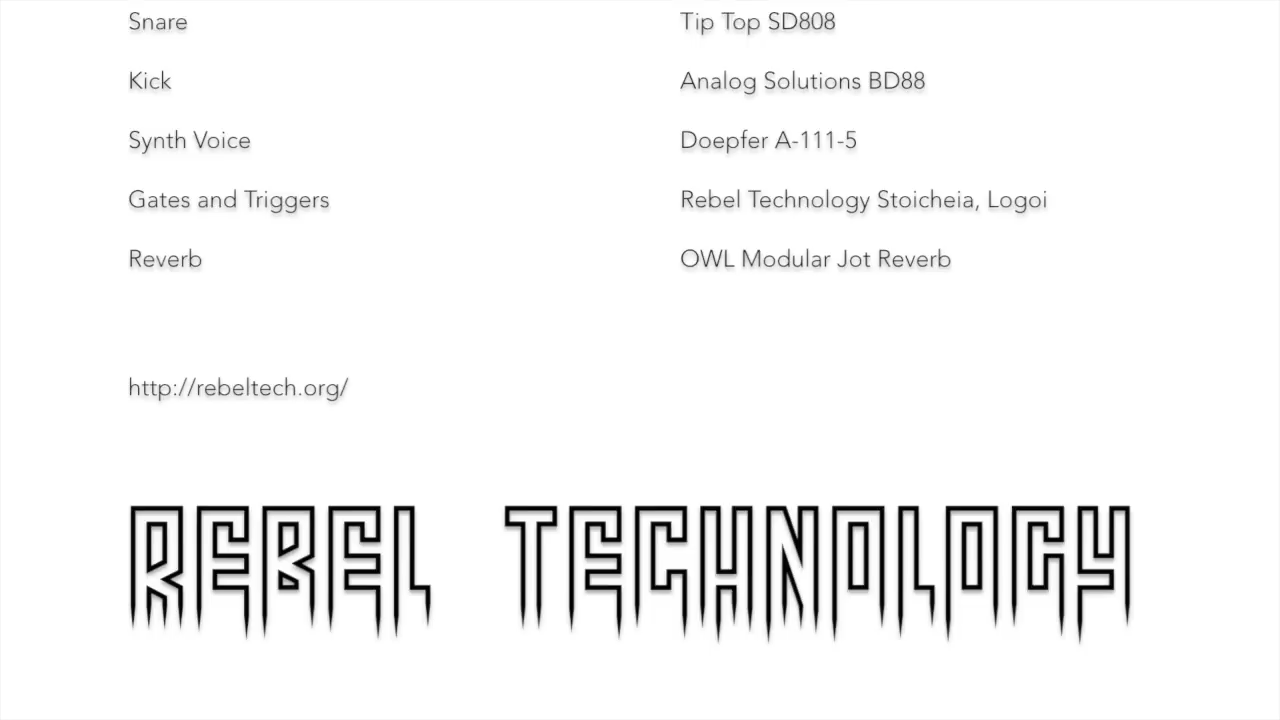 Snare Tip Top SD808
Kick Analog Solutions BD88
Synth Voice Doepfer A-111-5
Gates and Triggers Rebel Technology Stoicheia, Logoi
Reverb OWL Modular Jot Reverb
http://rebeltech.org/
REBEL TECHNOLOGY